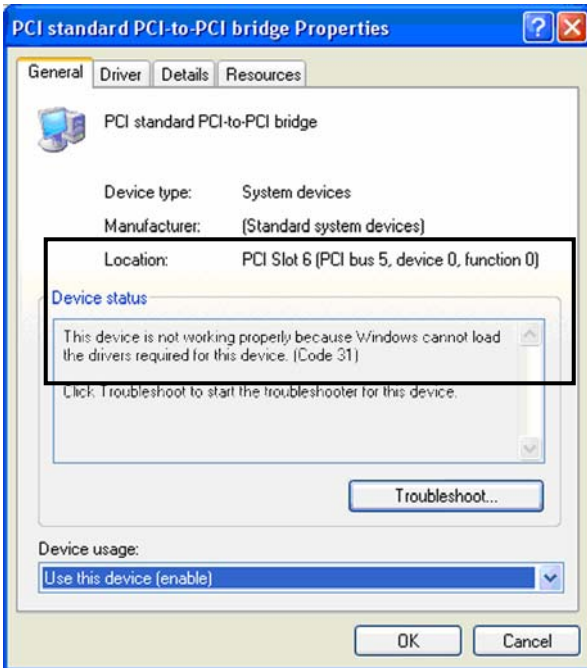 PCI standard PCI-to-PCI bridge Properties
General Driver Details Resources
PCI standard PCI-to-PCI bridge
Device type: System devices
Manufacturer: (Standard system devices)
Location: PCI Slot 6 (PCI bus 5, device 0, function 0)
Device status
This device is not working properly because Windows cannot load
the drivers required for this device. (Code 31)
Click Troubleshoot to start the troubleshooter for this device.
Troubleshoot...
Device usage:
Use this device (enable)
OK Cancel